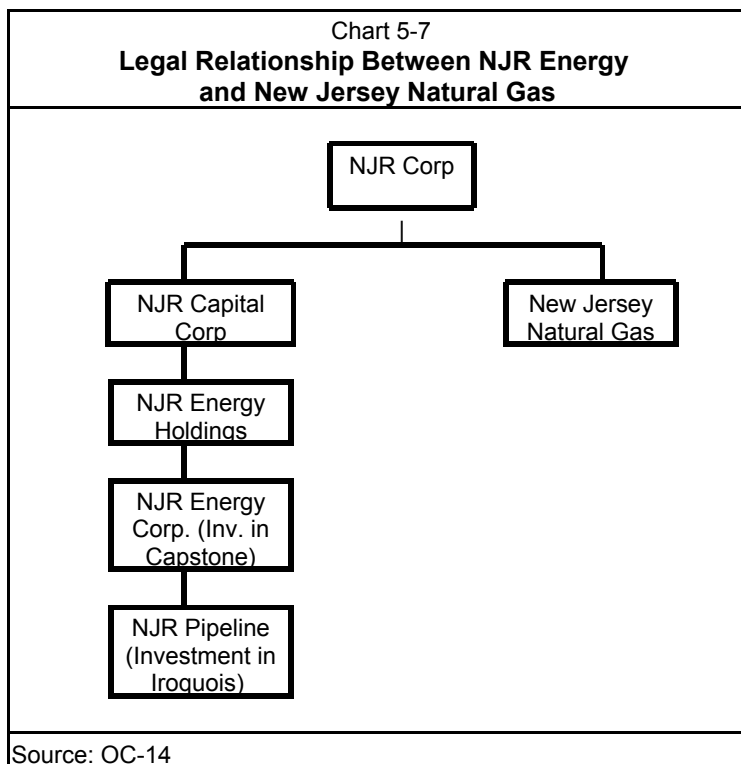 Chart 5-7
Legal Relationship Between NJR Energy
and New Jersey Natural Gas
NJR Corp
NJR Capital
Corp
New Jersey
Natural Gas
NJR Energy
Holdings
NJR Energy
Corp. (Inv. in
Capstone)
NJR Pipeline
(Investment in
Iroquois)
Source: OC-14